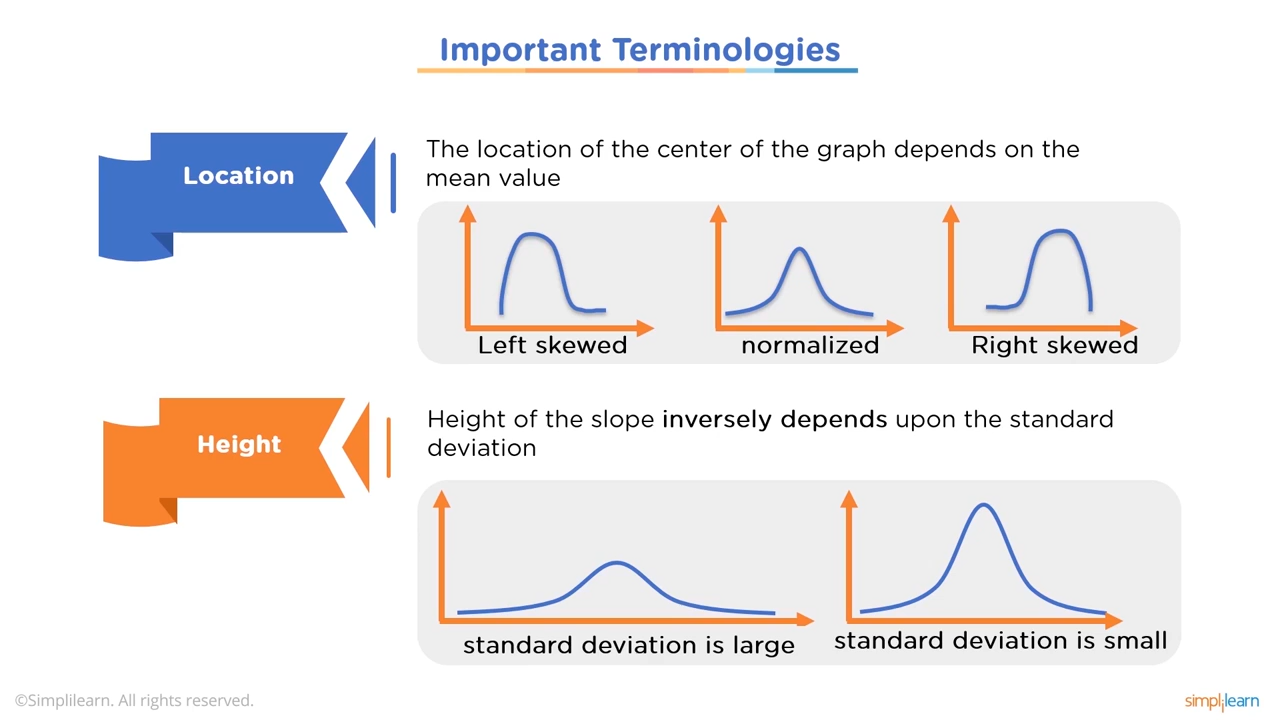 Important Terminologies
Location
The location of the center of the graph depends on the
mean value
Left skewed
normalized
Right skewed
Height
Height of the slope inversely depends upon the standard
deviation
standard deviation is large
standard deviation is small
©Simplilearn. All rights reserved.
simplilearn